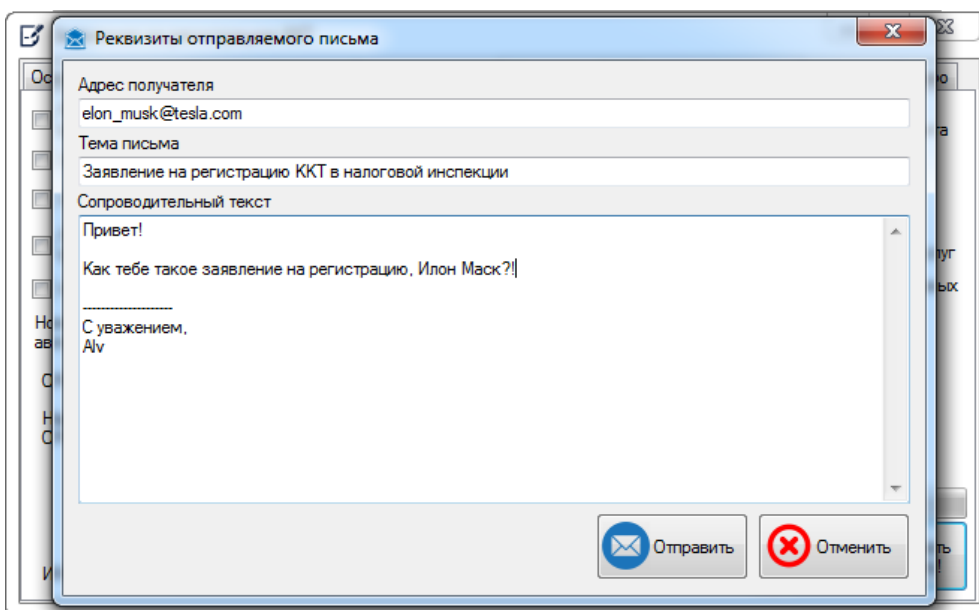 Реквизиты отправляемого письма
Адрес получателя
elon_musk@tesla.com
Тема письма
Заявление на регистрацию ККТ в налоговой инспекции
Сопроводительный текст
Привет!
Как тебе такое заявление на регистрацию, Илон Маск?!
--------------------
С уважением,
Alv
Отправить
Отменить